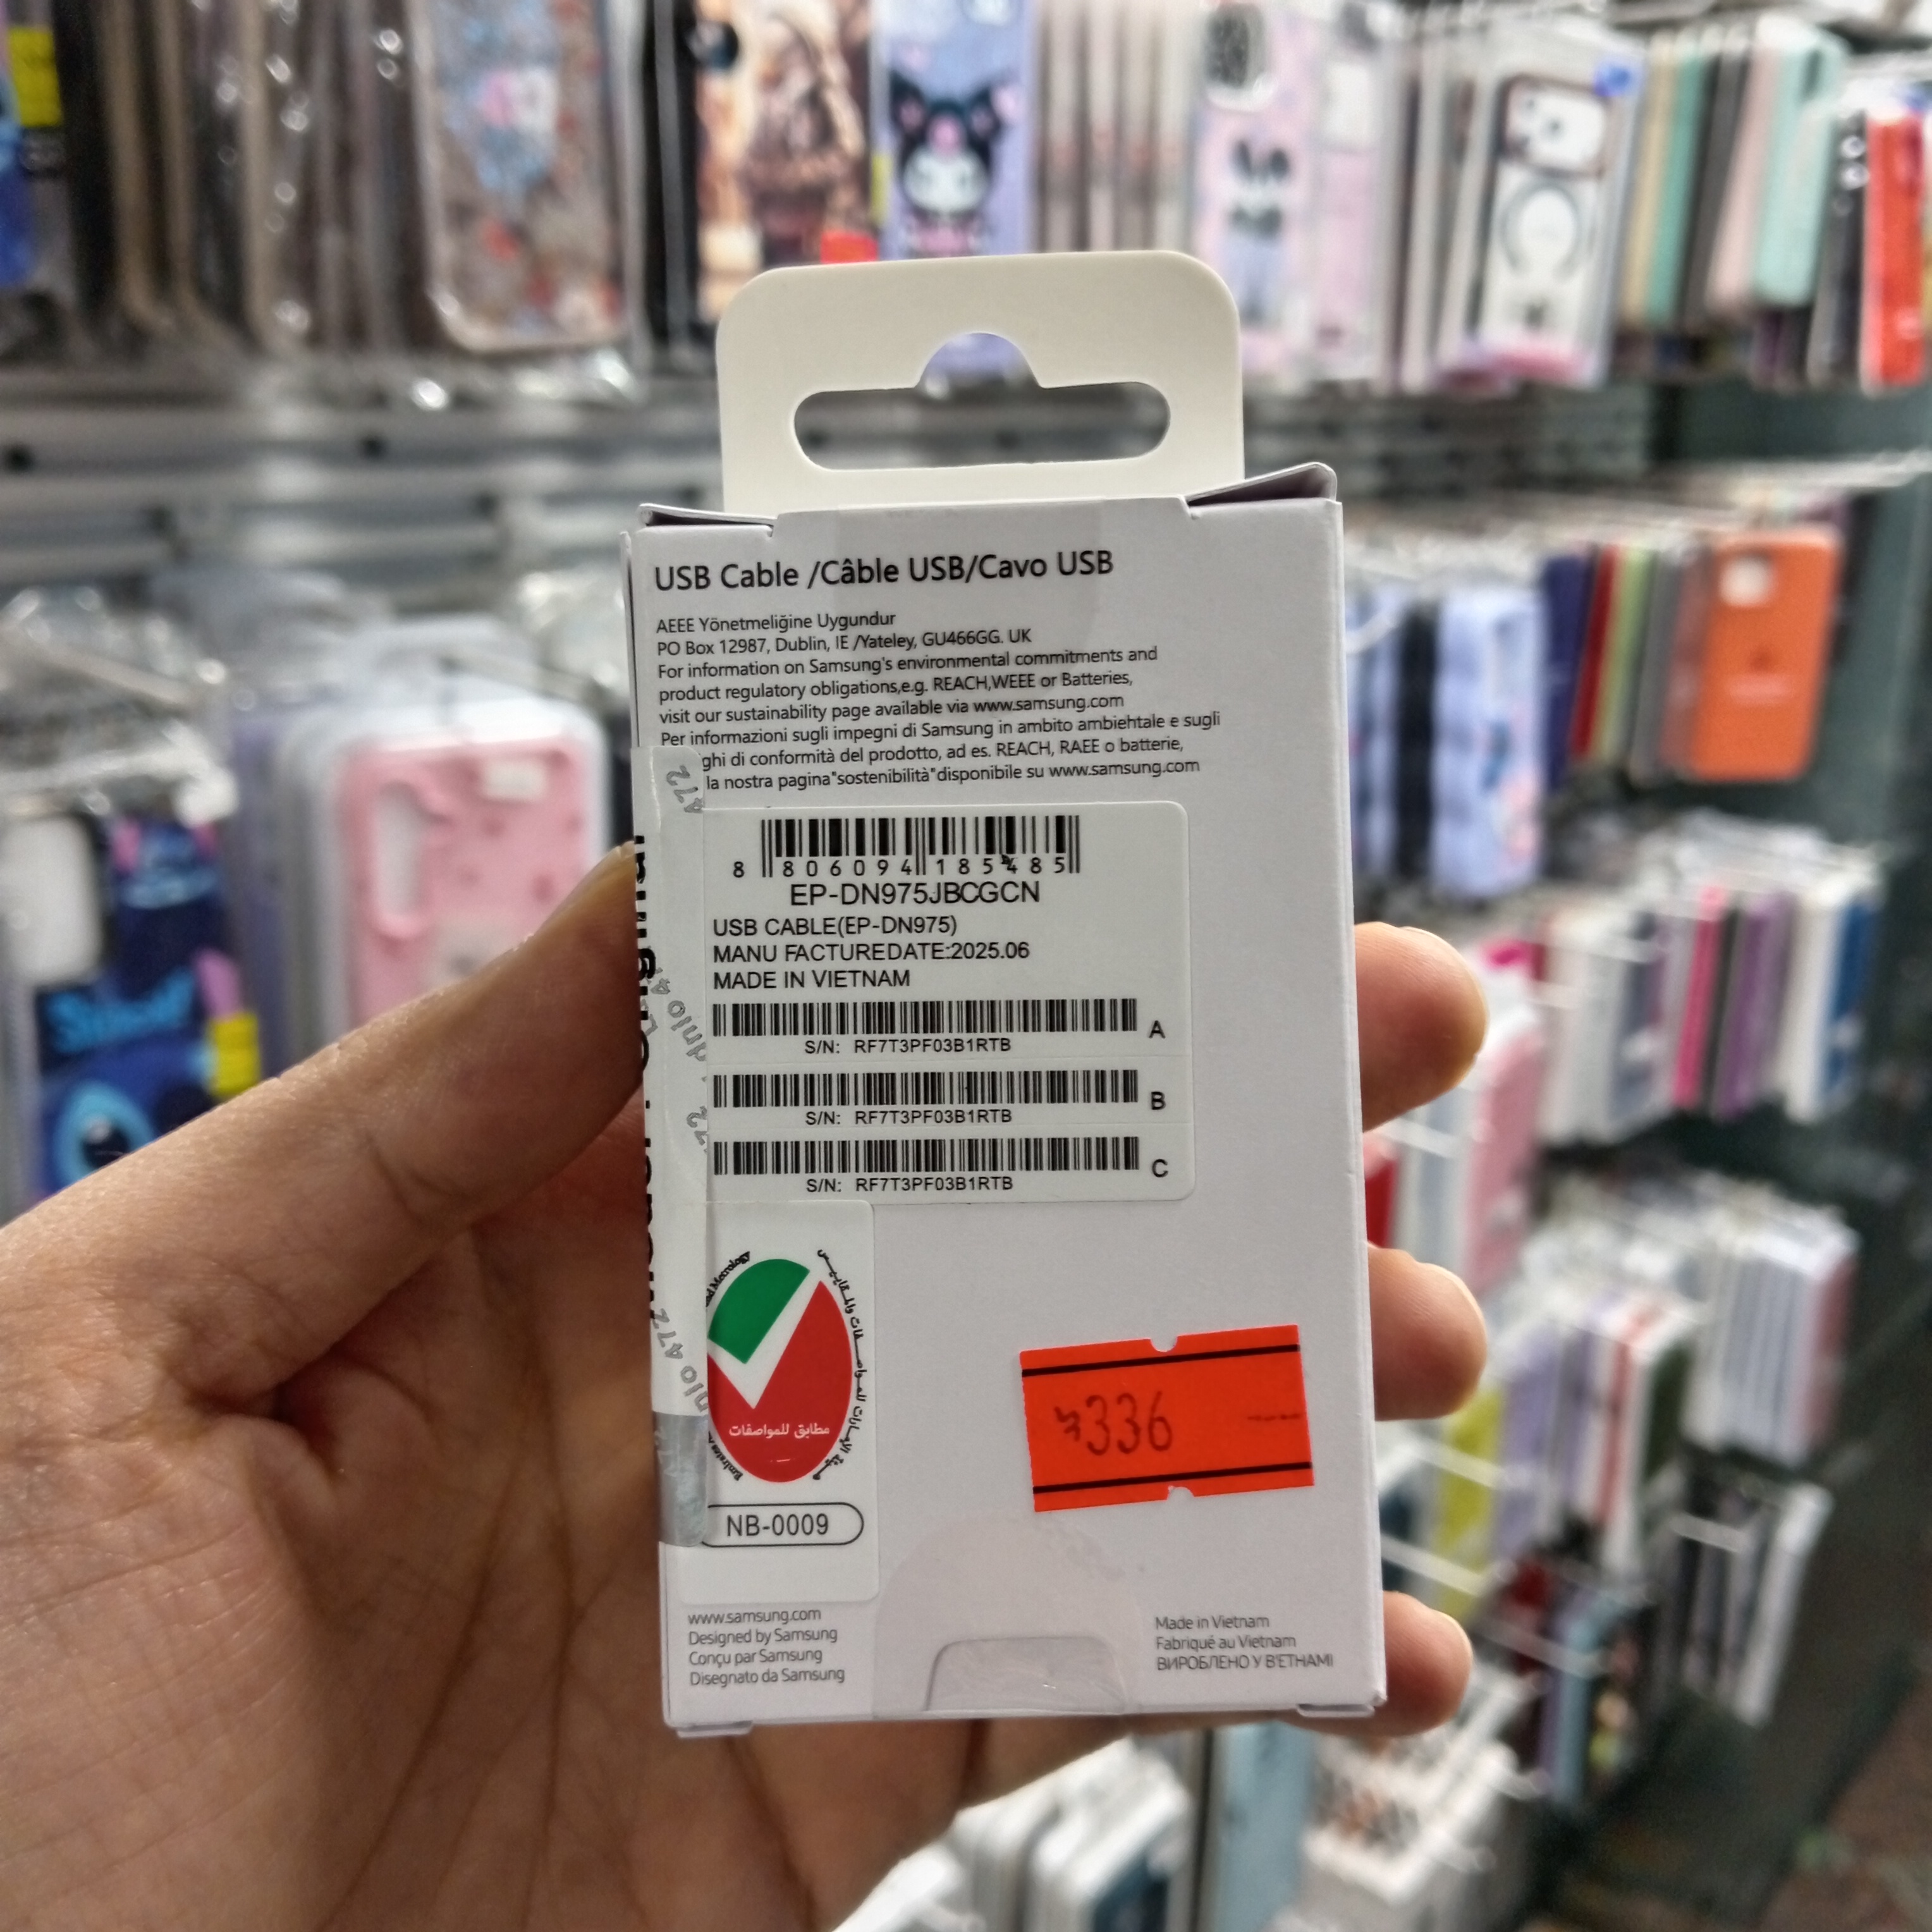 USB Cable /Câble USB/Cavo USB
AEEE Yönetmeliğine Uygundur
PO Box 12987, Dublin, IE /Yateley, GU466GG. UK
For information on Samsung's environmental commitments and
product regulatory obligations,e.g. REACH,WEEE or Batteries,
visit our sustainability page available via www.samsung.com
Per informazioni sugli impegni di Samsung in ambito ambiehtale e sugli
ghi di conformità del prodotto, ad es. REACH, RAEE o batterie,
la nostra pagina"sostenibilità"disponibile su www.samsung.com
8 806094 185485
EP-DN975JBCGCN
USB CABLE(EP-DN975)
MANU FACTUREDATE:2025.06
MADE IN VIETNAM
A
S/N: RF7T3PF03B1RTB
B
S/N: RF7T3PF03B1RTB
C
S/N: RF7T3PF03B1RTB
472
Metrology
مطابق للمواصفات
NB-0009
336
www.samsung.com
Designed by Samsung
Conçu par Samsung
Disegnato da Samsung
Made in Vietnam
Fabriqué au Vietnam
ВИРОБЛЕНО У В'ЕТНАМІ